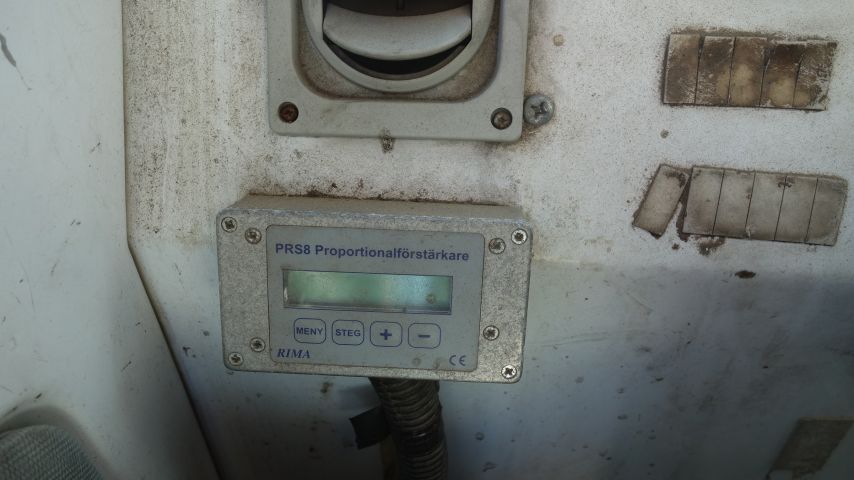 PRS8 Proportionalförstärkare
MENY STEG + −
RIMA CE